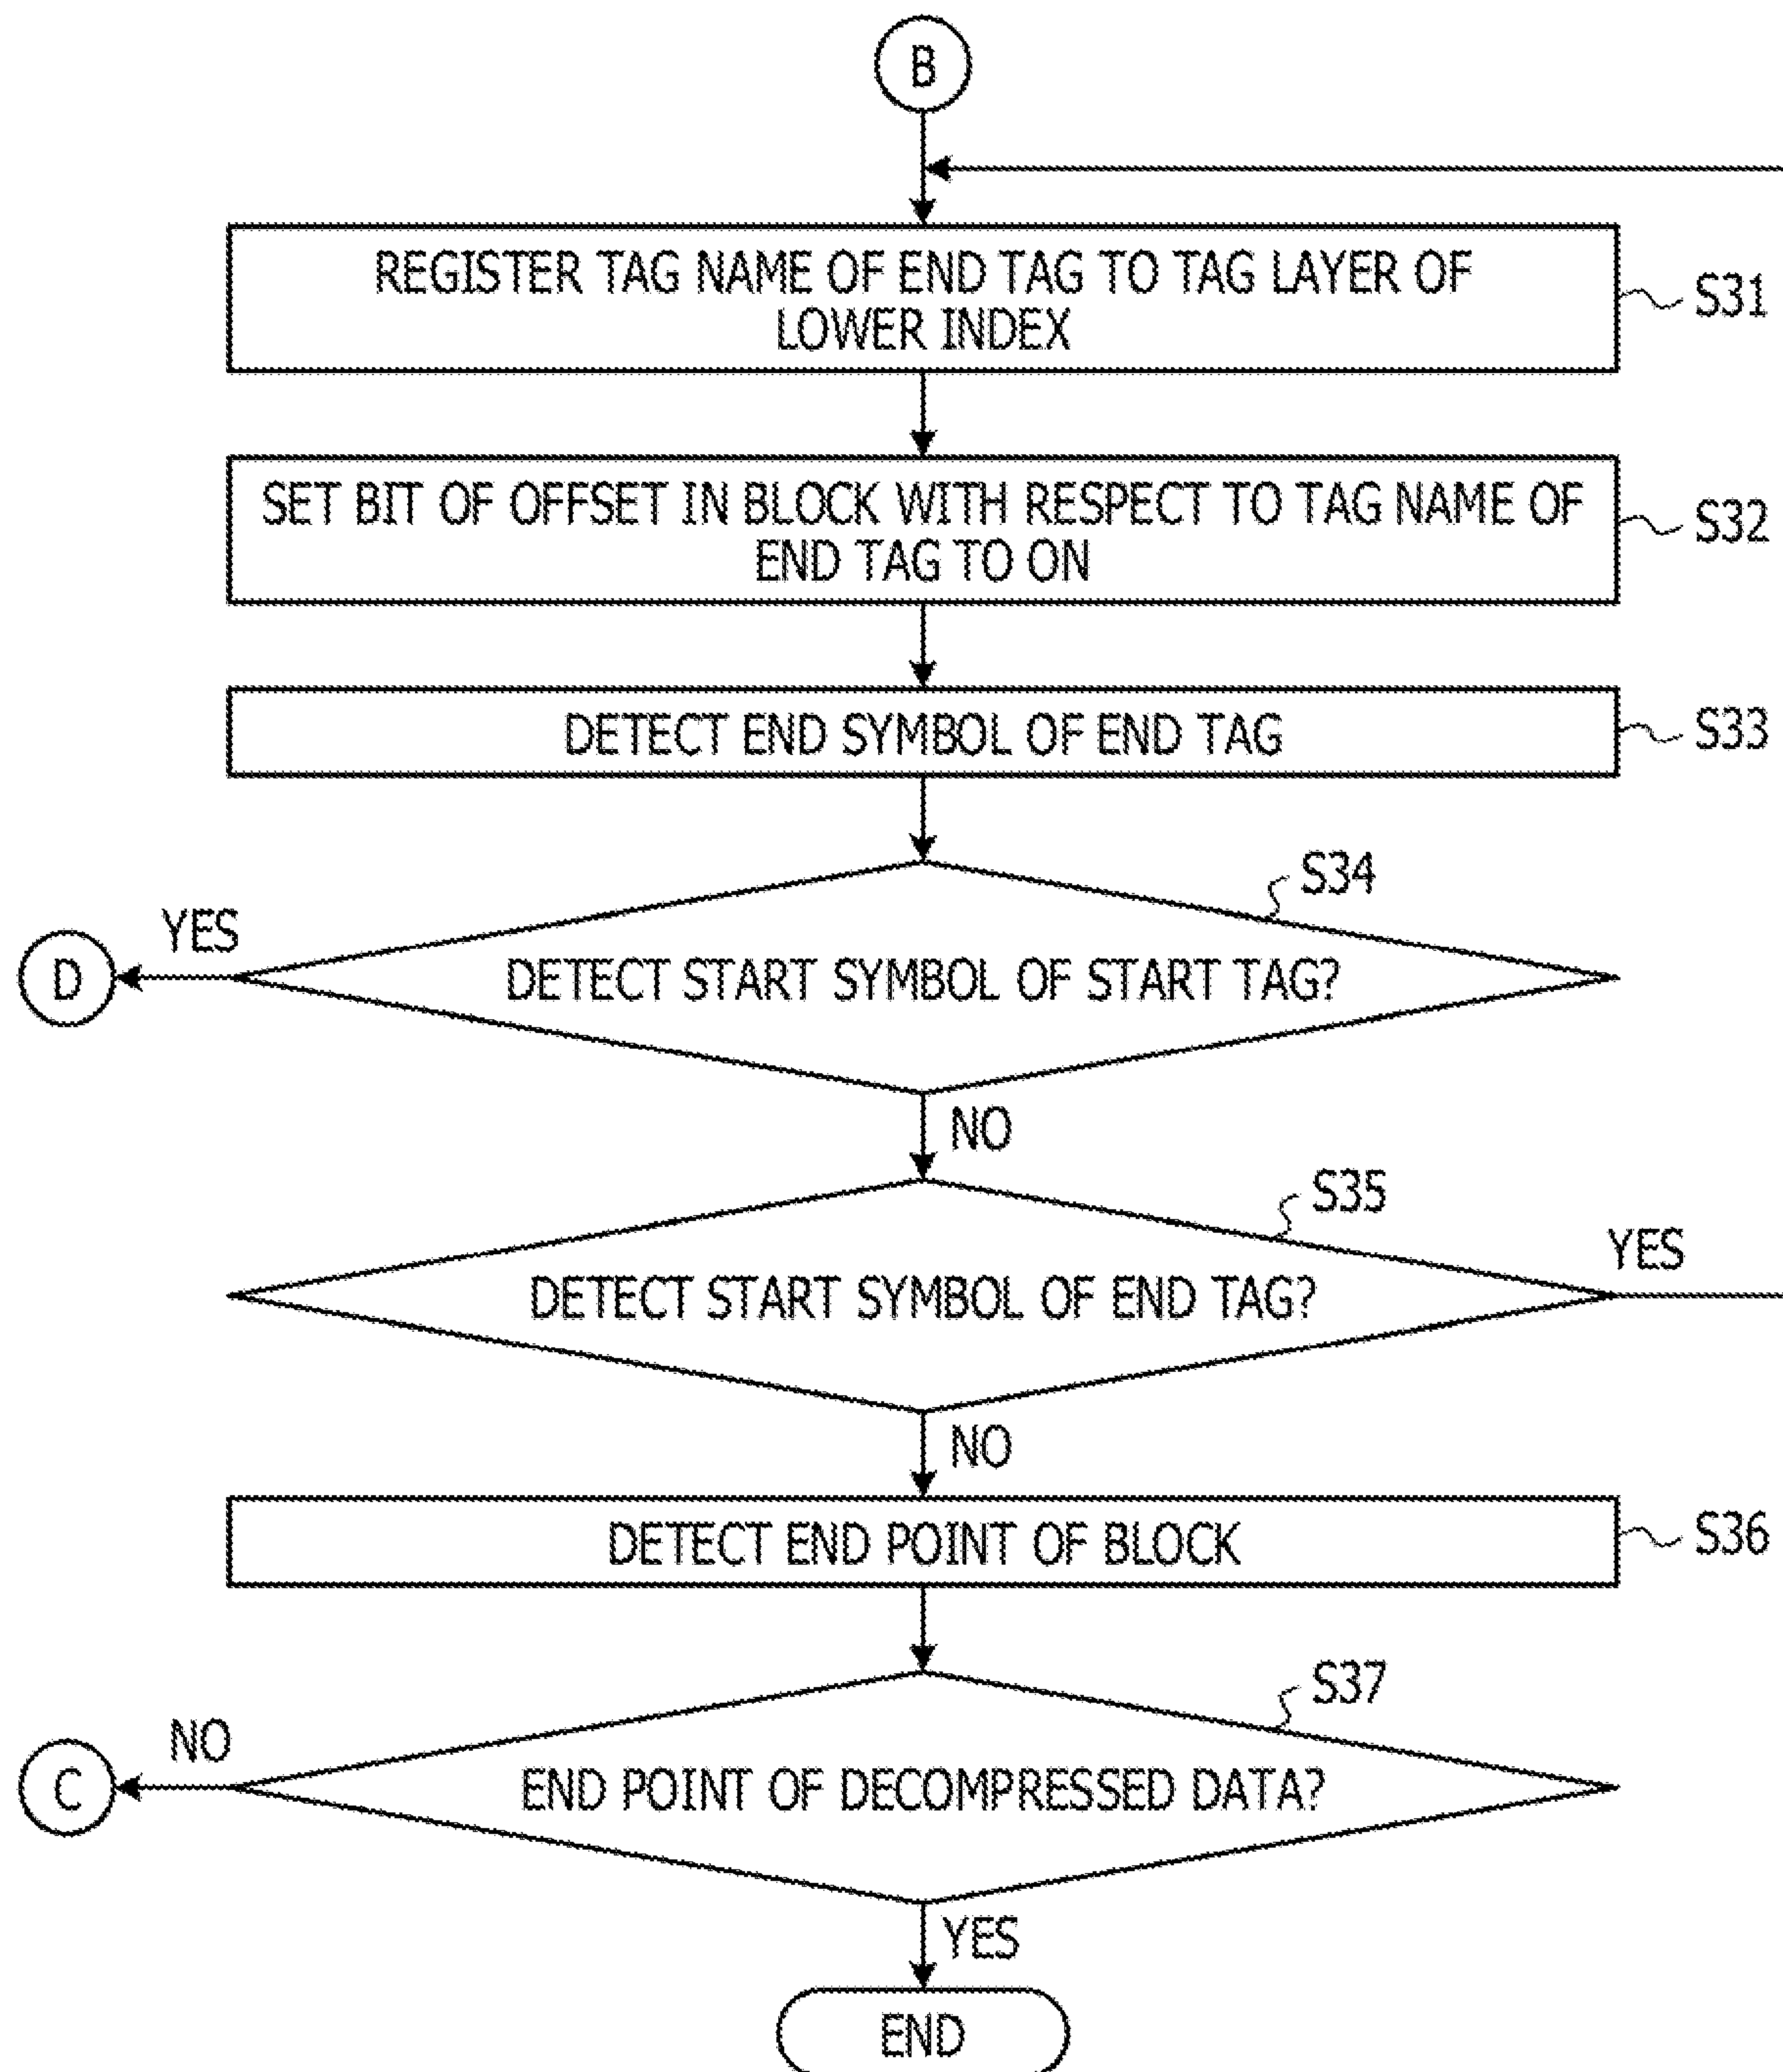 B
REGISTER TAG NAME OF END TAG TO TAG LAYER OF
LOWER INDEX
S31
SET BIT OF OFFSET IN BLOCK WITH RESPECT TO TAG NAME OF
END TAG TO ON
S32
DETECT END SYMBOL OF END TAG
S33
S34
YES
D
DETECT START SYMBOL OF START TAG?
NO
S35
YES
DETECT START SYMBOL OF END TAG?
NO
DETECT END POINT OF BLOCK
S36
S37
NO
C
END POINT OF DECOMPRESSED DATA?
YES
END